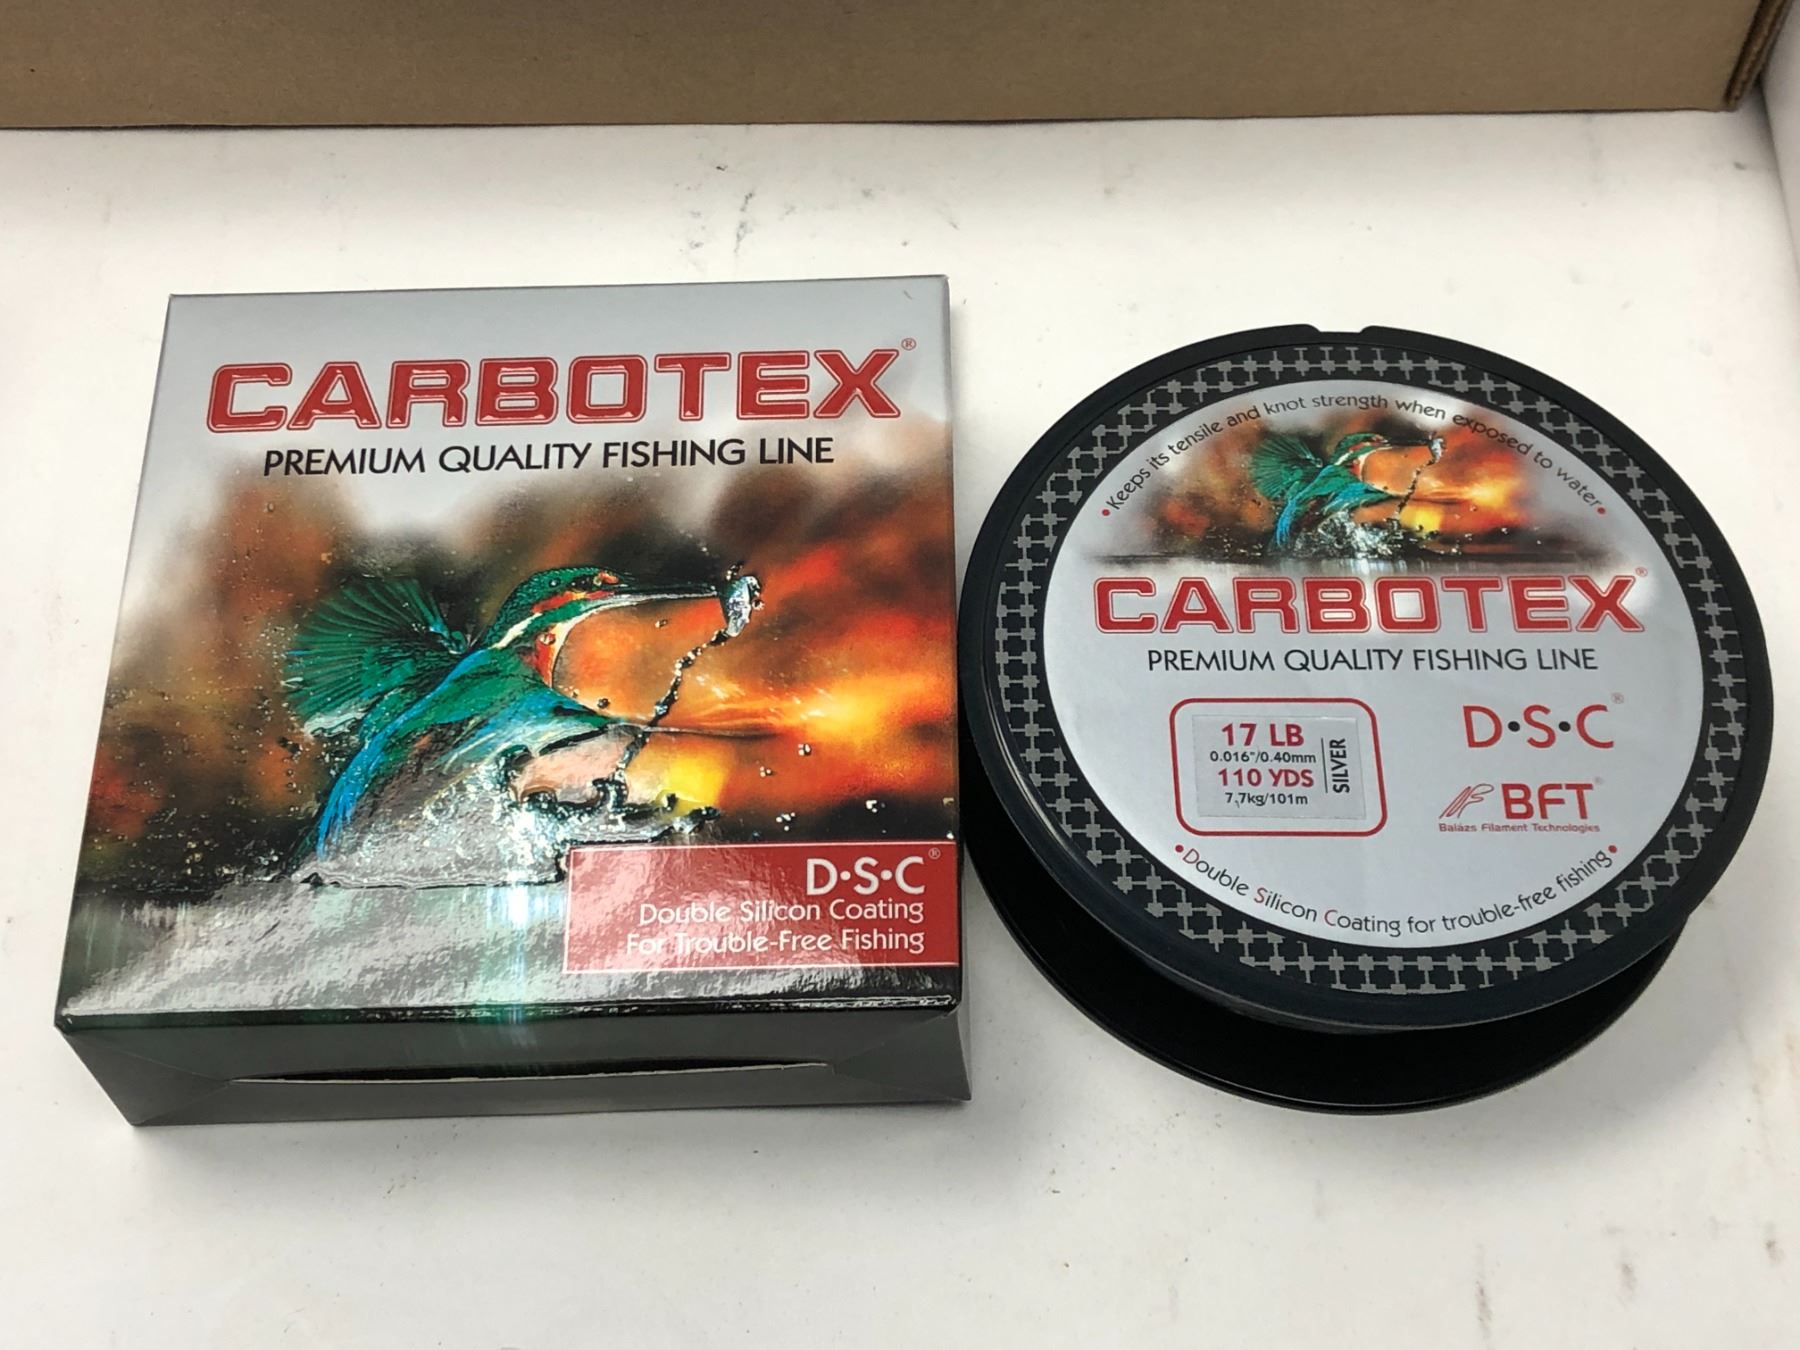 CARBOTEX®
PREMIUM QUALITY FISHING LINE
D•S•C®
Double Silicon Coating
For Trouble-Free Fishing
•Keeps its tensile and knot strength when exposed to water•
CARBOTEX®
PREMIUM QUALITY FISHING LINE
17 LB
0.016"/0.40mm
110 YDS
7,7kg/101m
SILVER
D•S•C®
BFT®
Balázs Filament Technologies
•Double Silicon Coating for trouble-free fishing•